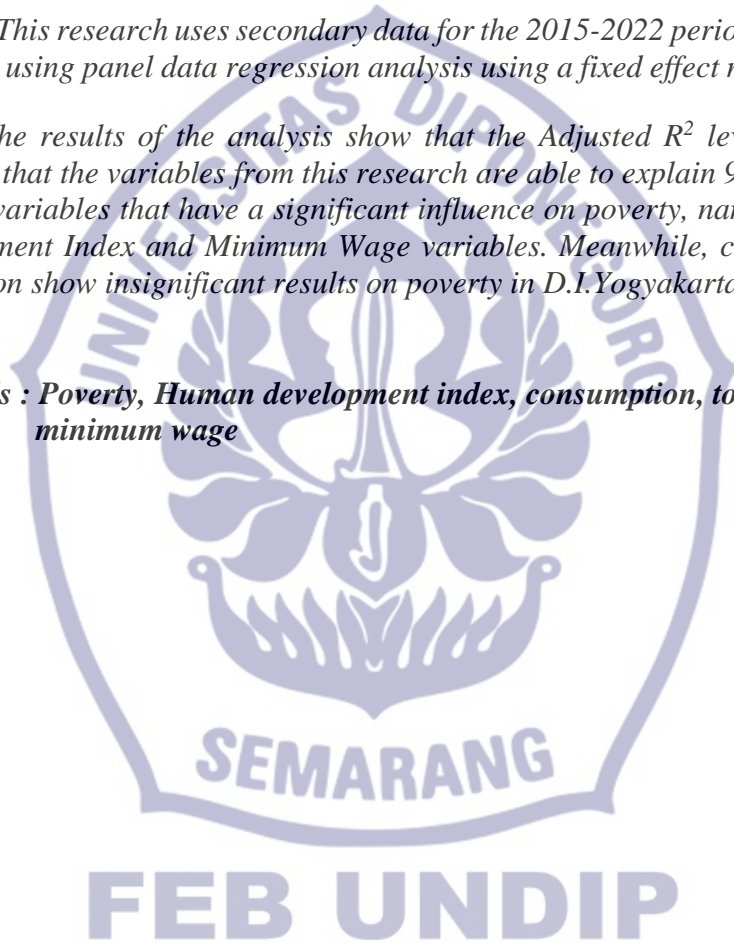 This research uses secondary data for the 2015-2022 perio
using panel data regression analysis using a fixed effect
he results of the analysis show that the Adjusted R² le
that the variables from this research are able to explain 9
variables that have a significant influence on poverty, na
ment Index and Minimum Wage variables. Meanwhile, c
on show insignificant results on poverty in D.I.Yogyakarta
s : Poverty, Human development index, consumption, to
minimum wage
UNIVERSITAS DIPONEGORO
SEMARANG
FEB UNDIP